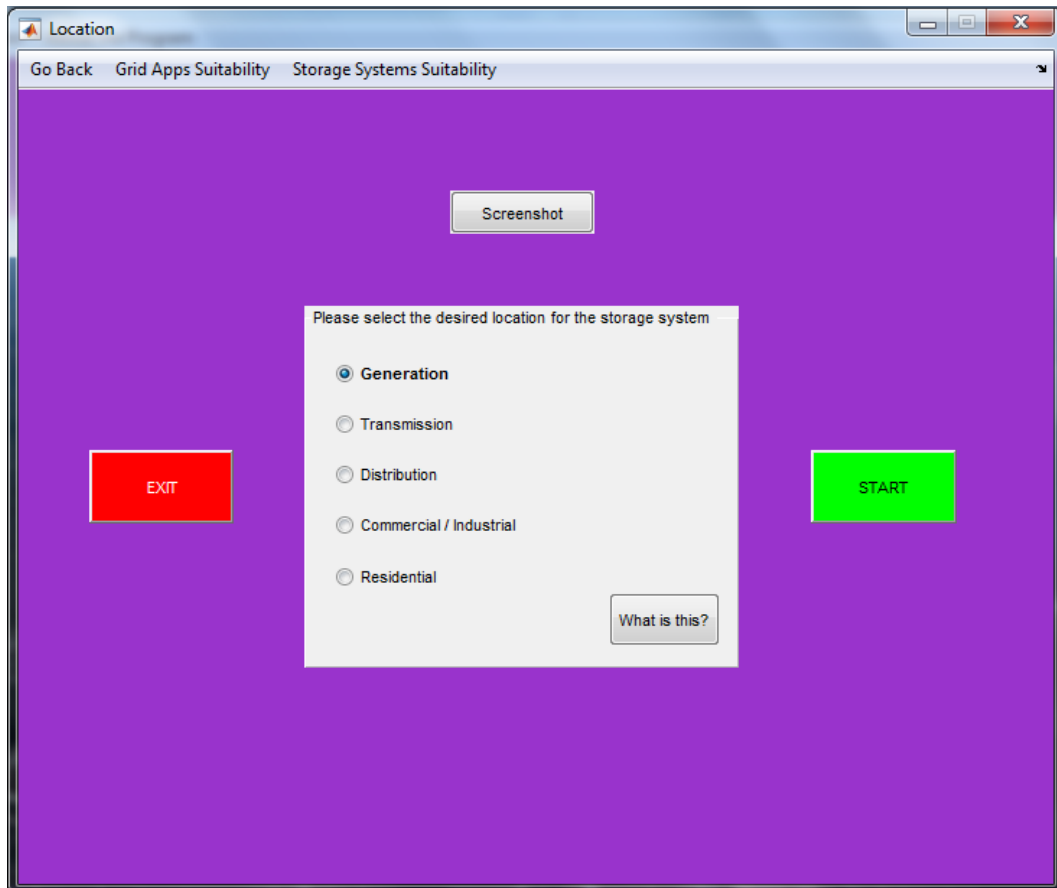 Location
Go Back Grid Apps Suitability Storage Systems Suitability
Screenshot
Please select the desired location for the storage system
Generation
Transmission
Distribution
Commercial / Industrial
Residential
What is this?
EXIT
START